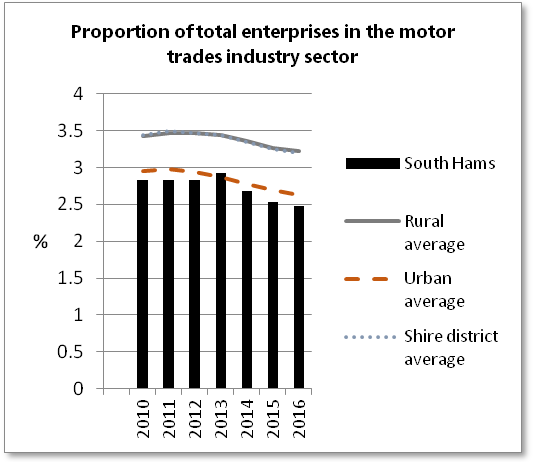 Proportion of total enterprises in the motor
trades industry sector
4
3.5
3
2.5
2
1.5
1
0.5
0
%
2010
2011
2012
2013
2014
2015
2016
South Hams
Rural
average
Urban
average
Shire district
average